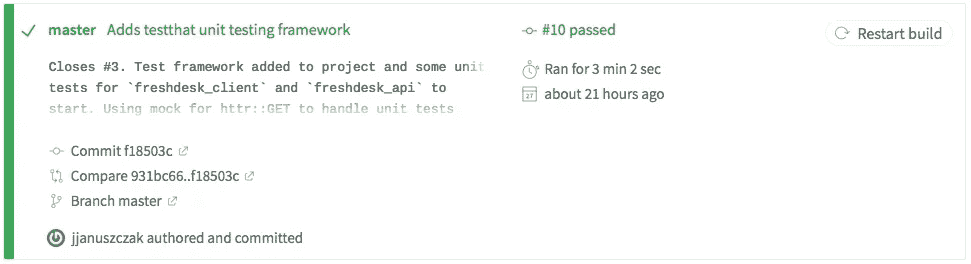 master Adds testthat unit testing framework
#10 passed
Restart build
Closes #3. Test framework added to project and some unit
tests for `freshdesk_client` and `freshdesk_api` to
start. Using mock for httr::GET to handle unit tests
Ran for 3 min 2 sec
27
about 21 hours ago
Commit f18503c
Compare 931bc66..f18503c
Branch master
jjanuszczak authored and committed